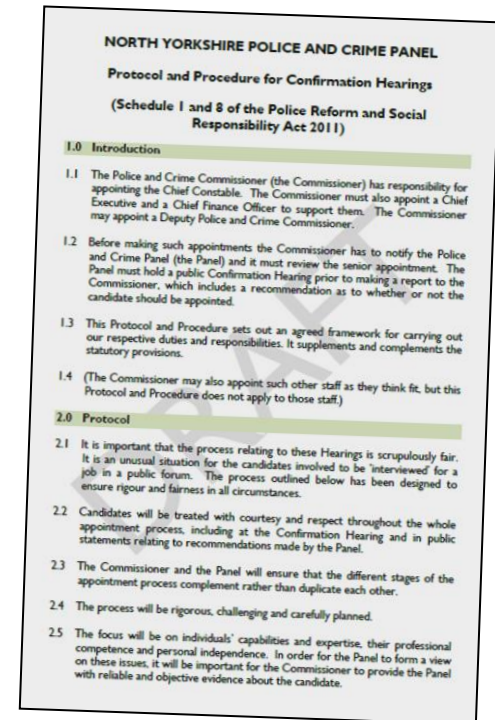 NORTH YORKSHIRE POLICE AND CRIME PANEL
Protocol and Procedure for Confirmation Hearings
(Schedule 1 and 8 of the Police Reform and Social
Responsibility Act 2011)
1.0 Introduction
1.1 The Police and Crime Commissioner (the Commissioner) has responsibility for
appointing the Chief Constable. The Commissioner must also appoint a Chief
Executive and a Chief Finance Officer to support them. The Commissioner
may appoint a Deputy Police and Crime Commissioner.
1.2 Before making such appointments the Commissioner has to notify the Police
and Crime Panel (the Panel) and it must review the senior appointment. The
Panel must hold a public Confirmation Hearing prior to making a report to the
Commissioner, which includes a recommendation as to whether or not the
candidate should be appointed.
1.3 This Protocol and Procedure sets out an agreed framework for carrying out
our respective duties and responsibilities. It supplements and complements the
statutory provisions.
1.4 (The Commissioner may also appoint such other staff as they think fit, but this
Protocol and Procedure does not apply to those staff.)
2.0 Protocol
2.1 It is important that the process relating to these Hearings is scrupulously fair.
It is an unusual situation for the candidates involved to be 'interviewed' for a
job in a public forum. The process outlined below has been designed to
ensure rigour and fairness in all circumstances.
2.2 Candidates will be treated with courtesy and respect throughout the whole
appointment process, including at the Confirmation Hearing and in public
statements relating to recommendations made by the Panel.
2.3 The Commissioner and the Panel will ensure that the different stages of the
appointment process complement rather than duplicate each other.
2.4 The process will be rigorous, challenging and carefully planned.
2.5 The focus will be on individuals' capabilities and expertise, their professional
competence and personal independence. In order for the Panel to form a view
on these issues, it will be important for the Commissioner to provide the Panel
with reliable and objective evidence about the candidate.
DRAFT